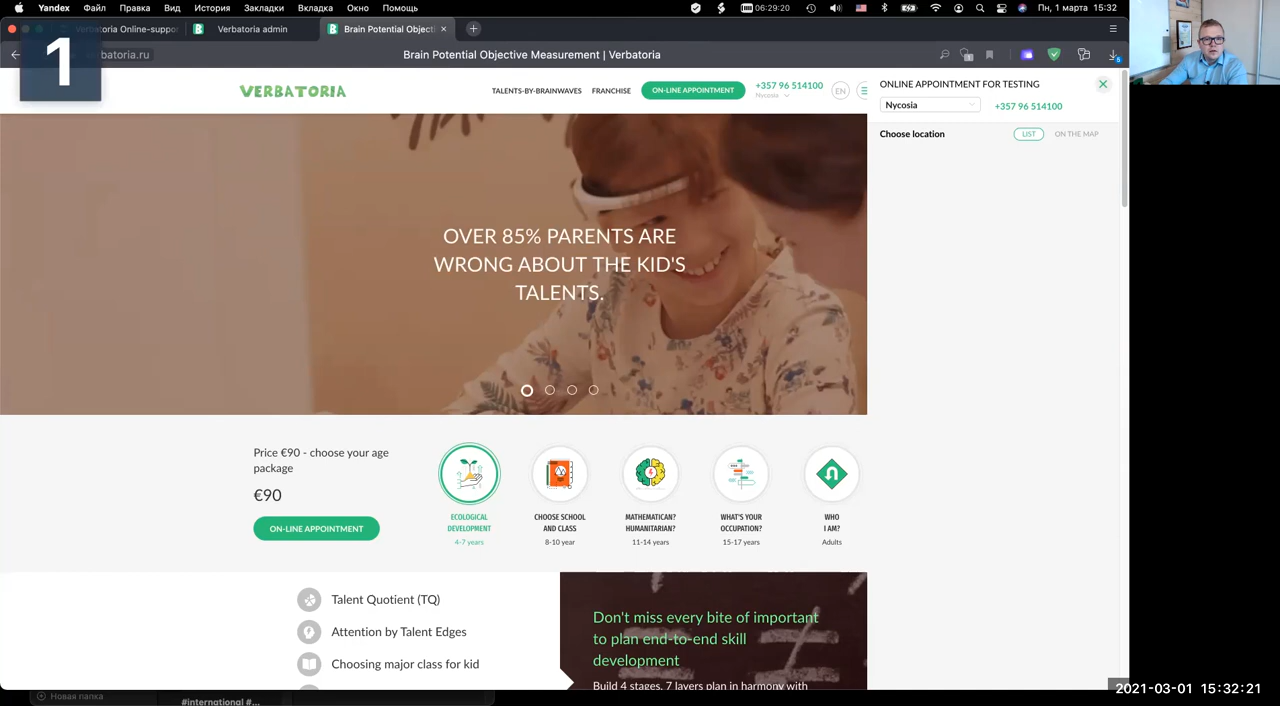 Yandex Файл Правка Вид История Закладки Вкладка Окно Помощь
06:29:20
Пн, 1 марта 15:32
Verbatoria Online-suppor
Verbatoria admin
Brain Potential Objecti
1
batoria.ru
Brain Potential Objective Measurement | Verbatoria
VERBATORIA
TALENTS-BY-BRAINWAVES
FRANCHISE
ON-LINE APPOINTMENT
+357 96 514100
Nycosia
EN
ONLINE APPOINTMENT FOR TESTING
Nycosia
+357 96 514100
Choose location
LIST
ON THE MAP
OVER 85% PARENTS ARE
WRONG ABOUT THE KID'S
TALENTS.
Price €90 - choose your age
package
€90
ON-LINE APPOINTMENT
ECOLOGICAL
DEVELOPMENT
4-7 years
CHOOSE SCHOOL
AND CLASS
8-10 year
MATHEMATICAN?
HUMANITARIAN?
11-14 years
WHAT'S YOUR
OCCUPATION?
15-17 years
WHO
I AM?
Adults
Talent Quotient (TQ)
Attention by Talent Edges
Choosing major class for kid
Don't miss every bite of important
to plan end-to-end skill
development
Build 4 stages, 7 layers plan in harmony with
Новая папка
#international #...
2021-03-01 15:32:21